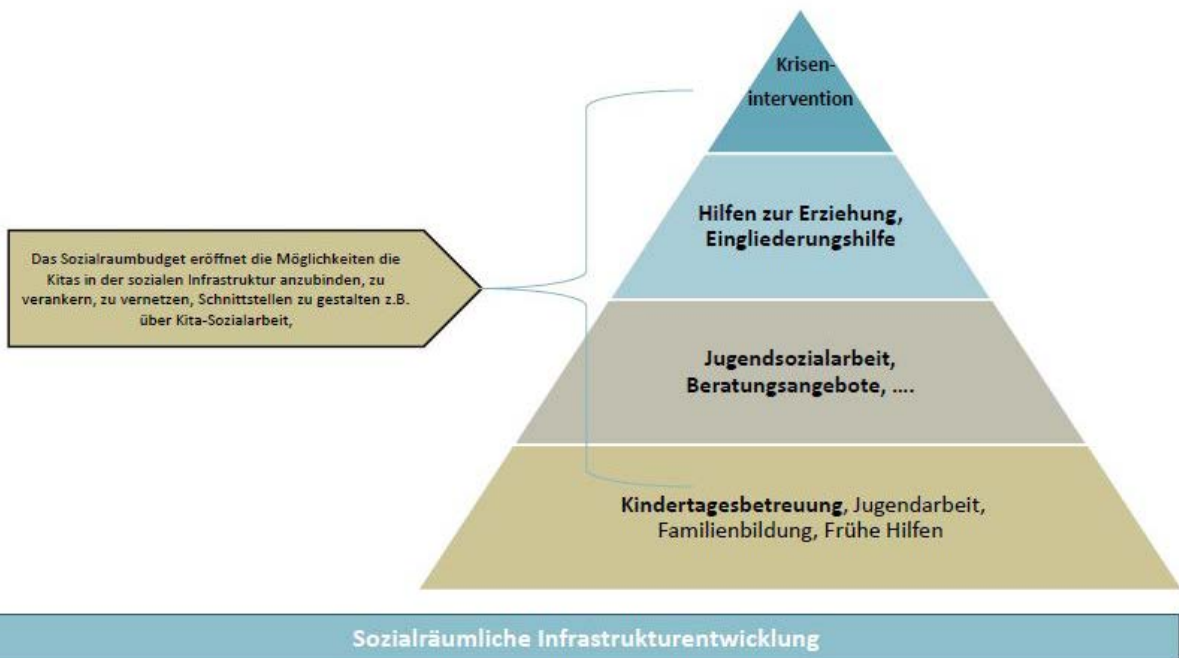 Krisen-
intervention
Hilfen zur Erziehung,
Eingliederungshilfe
Das Sozialraumbudget eröffnet die Möglichkeiten die
Kitas in der sozialen Infrastruktur anzubinden, zu
verankern, zu vernetzen, Schnittstellen zu gestalten z.B.
über Kita-Sozialarbeit,
Jugendsozialarbeit,
Beratungsangebote, ....
Kindertagesbetreuung, Jugendarbeit,
Familienbildung, Frühe Hilfen
Sozialräumliche Infrastrukturentwicklung